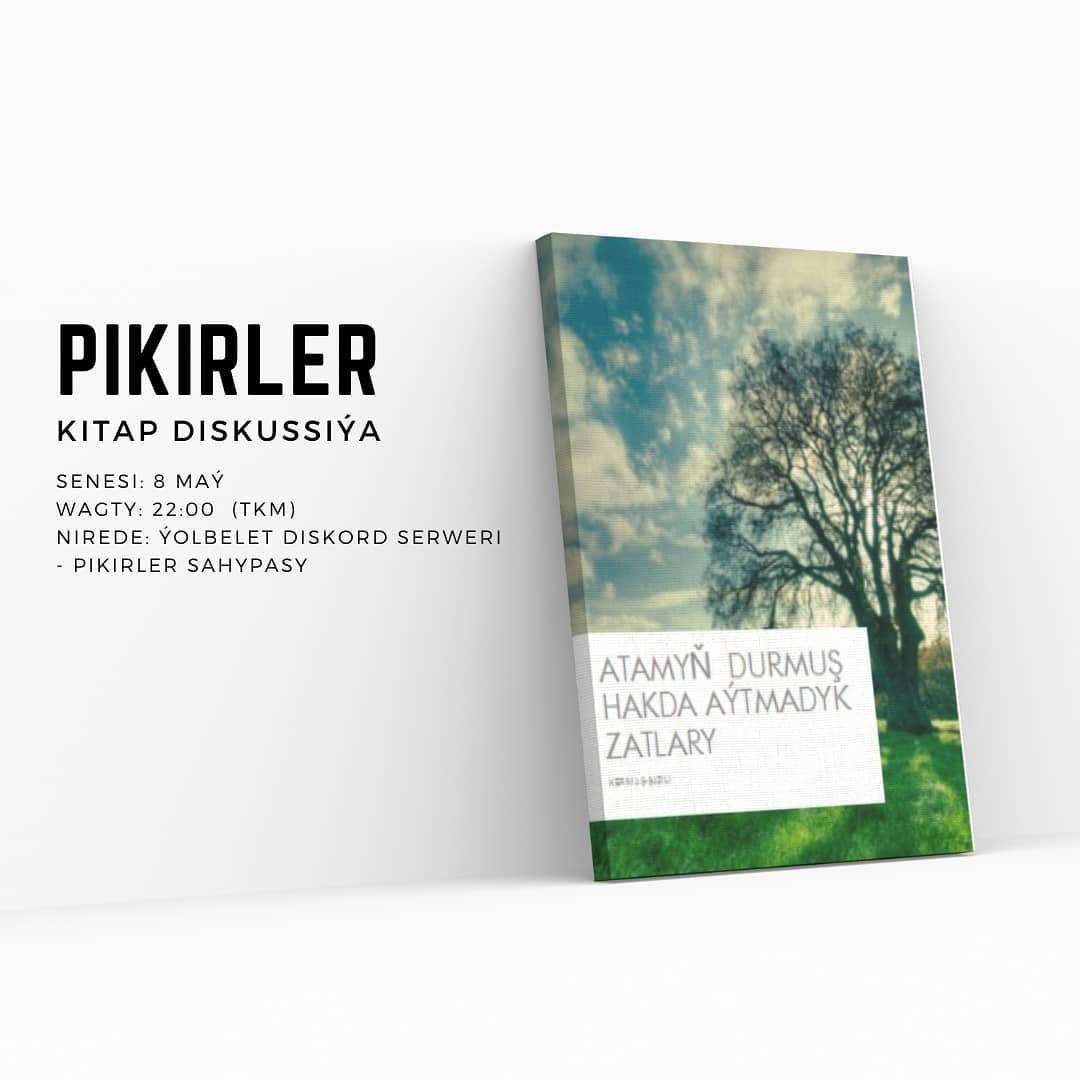 PIKIRLER
KITAP DISKUSSIÝA
SENESI: 8 MAÝ
WAGTY: 22:00 (TKM)
NIREDE: ÝOLBELET DISKORD SERWERI
- PIKIRLER SAHYPASY
ATAMYŇ DURMUŞ
HAKDA AÝTMADYK
ZATLARY